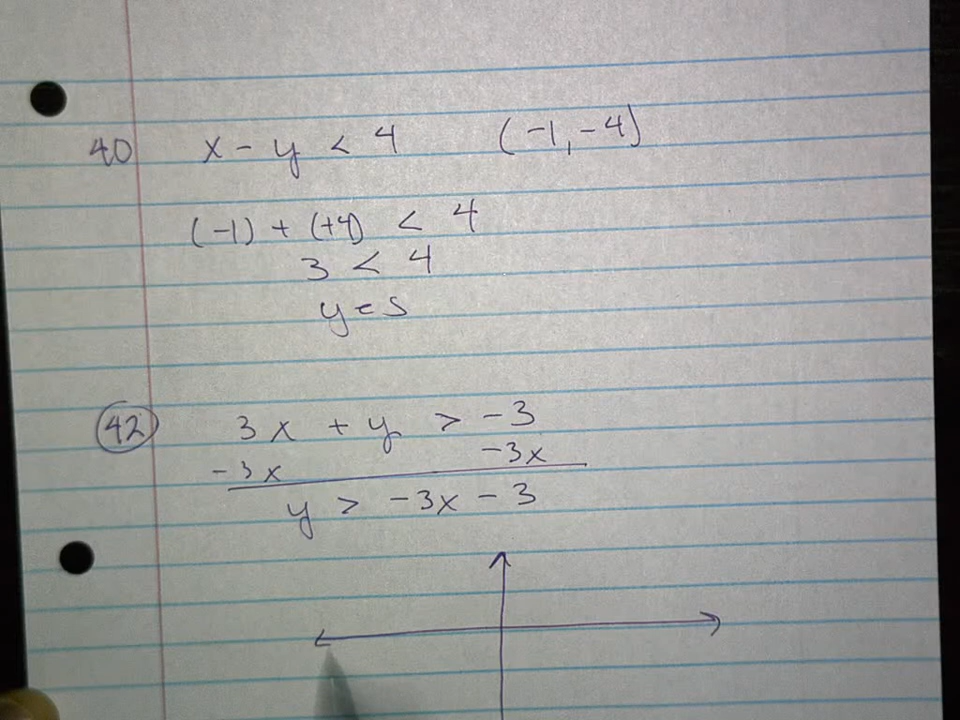 40 x - y < 4 (-1, -4)
(-1) + (+4) < 4
3 < 4
yes
42 3x + y > -3
-3x -3x
y > -3x - 3